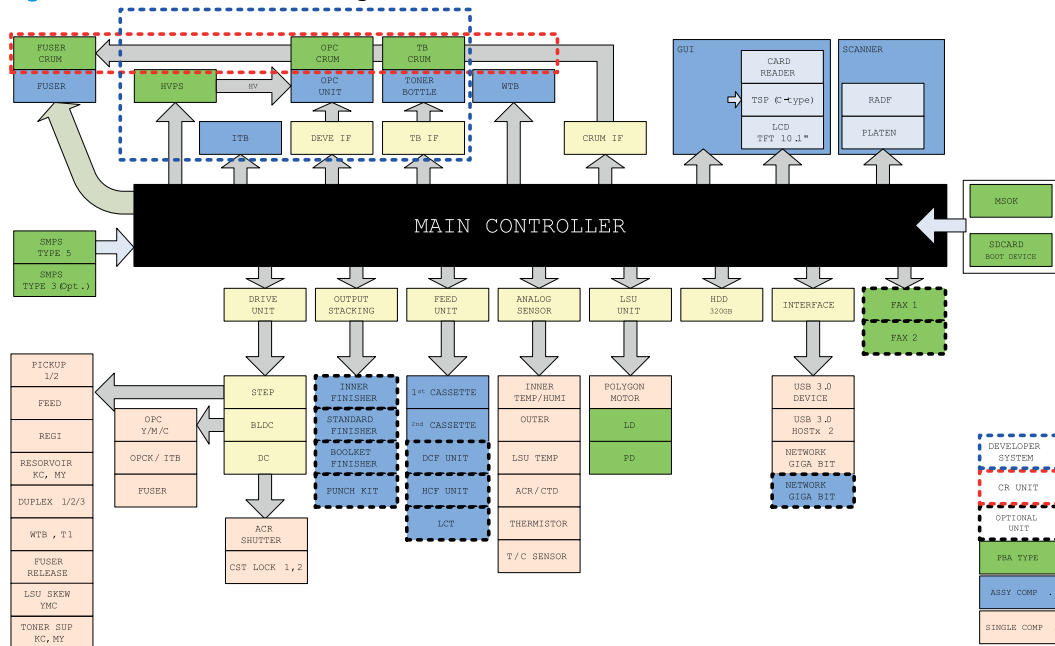 FUSER
CRUM
OPC
CRUM
TB
CRUM
FUSER
HVPS
HV
OPC
UNIT
TONER
BOTTLE
WTB
ITB
DEVE IF
TB IF
CRUM IF
GUI
CARD
READER
TSP (C-type)
LCD
TFT 10.1"
SCANNER
RADF
PLATEN
MAIN CONTROLLER
MSOK
SDCARD
BOOT DEVICE
SMPS
TYPE 5
SMPS
TYPE 3(Opt.)
DRIVE
UNIT
OUTPUT
STACKING
FEED
UNIT
ANALOG
SENSOR
LSU
UNIT
HDD
320GB
INTERFACE
FAX 1
FAX 2
PICKUP
1/2
FEED
REGI
RESORVOIR
KC, MY
DUPLEX 1/2/3
WTB , T1
FUSER
RELEASE
LSU SKEW
YMC
TONER SUP
KC, MY
OPC
Y/M/C
OPCK/ ITB
FUSER
STEP
BLDC
DC
ACR
SHUTTER
CST LOCK 1,2
INNER
FINISHER
STANDARD
FINISHER
BOOLKET
FINISHER
PUNCH KIT
1st CASSETTE
2nd CASSETTE
DCF UNIT
HCF UNIT
LCT
INNER
TEMP/HUMI
OUTER
LSU TEMP
ACR/CTD
THERMISTOR
T/C SENSOR
POLYGON
MOTOR
LD
PD
USB 3.0
DEVICE
USB 3.0
HOSTx 2
NETWORK
GIGA BIT
NETWORK
GIGA BIT
DEVELOPER
SYSTEM
CR UNIT
OPTIONAL
UNIT
PBA TYPE
ASSY COMP .
SINGLE COMP